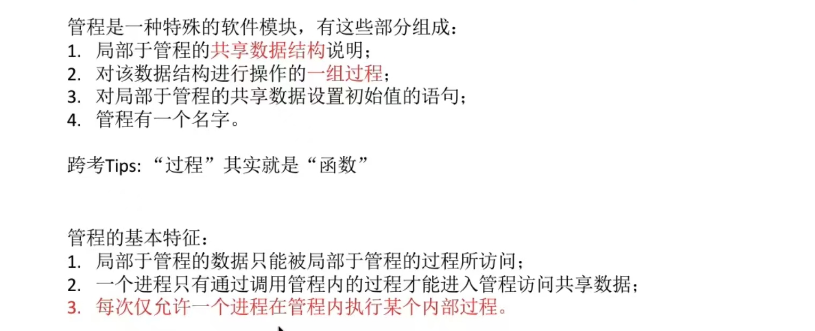 管程是一种特殊的软件模块，有这些部分组成：
1. 局部于管程的共享数据结构说明；
2. 对该数据结构进行操作的一组过程；
3. 对局部于管程的共享数据设置初始值的语句；
4. 管程有一个名字。
跨考Tips: “过程”其实就是“函数”
管程的基本特征：
1. 局部于管程的数据只能被局部于管程的过程所访问；
2. 一个进程只有通过调用管程内的过程才能进入管程访问共享数据；
3. 每次仅允许一个进程在管程内执行某个内部过程。